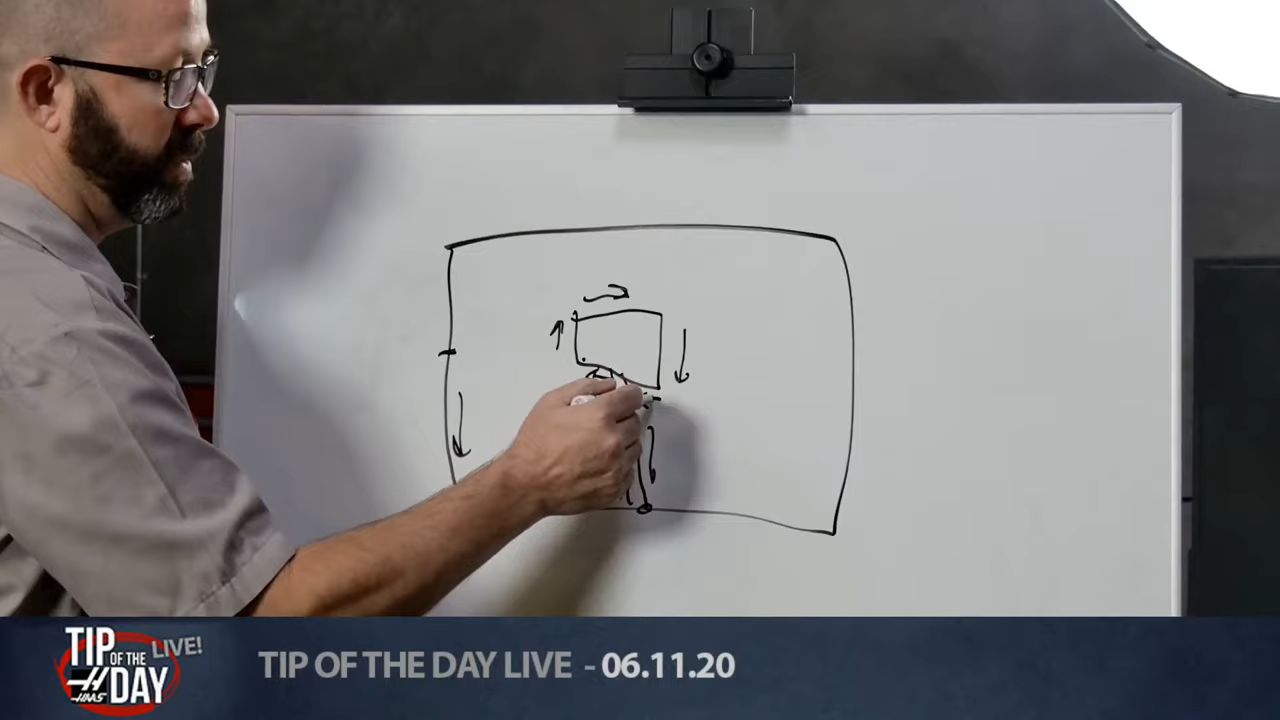 TIP OF THE DAY LIVE!
HAAS
TIP OF THE DAY LIVE - 06.11.20